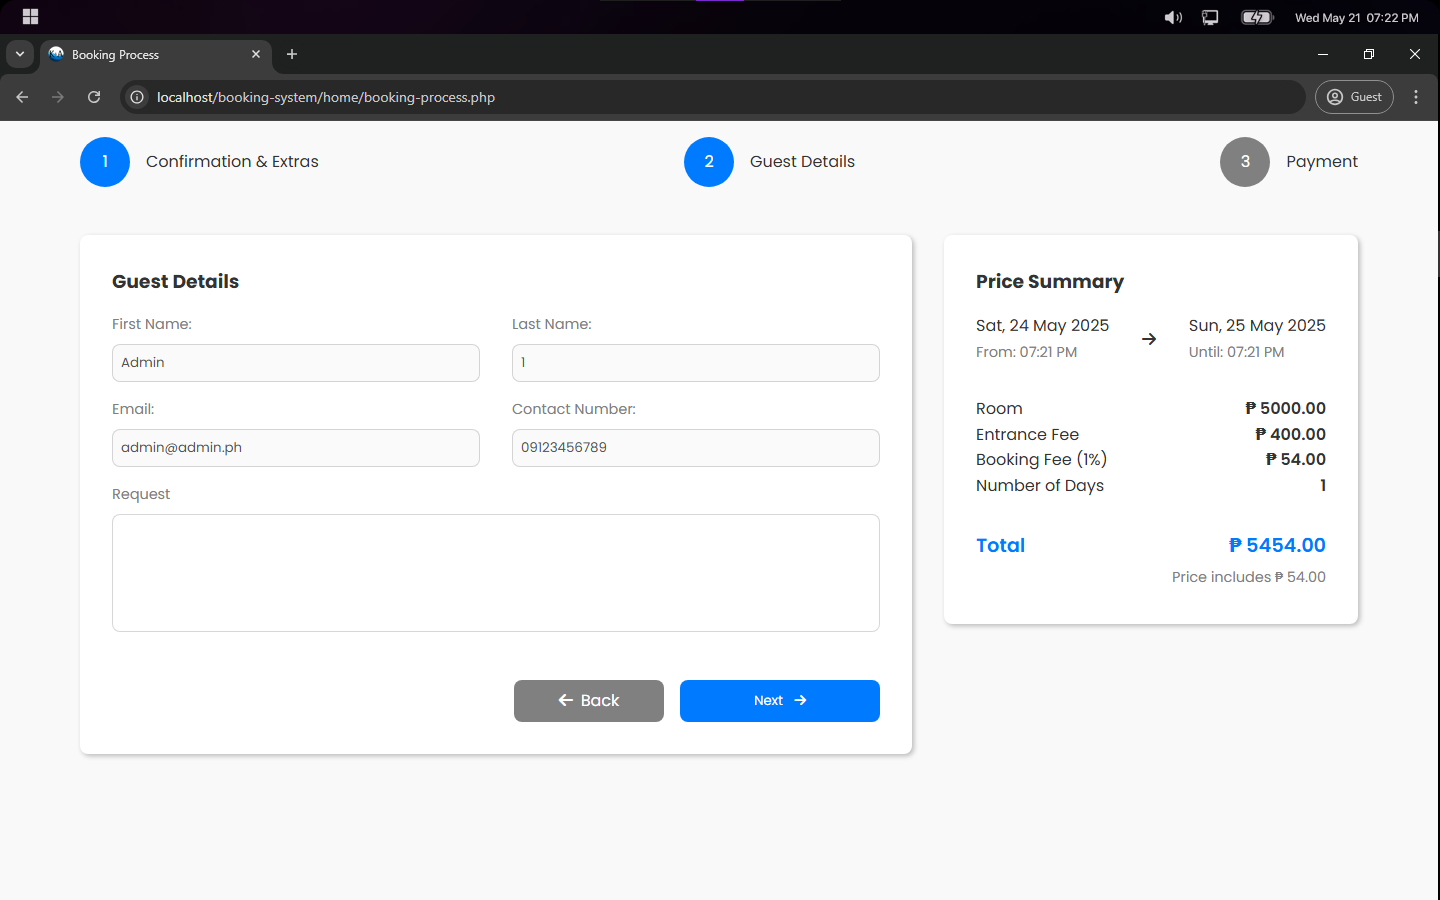 Wed May 21 07:22 PM
Booking Process
localhost/booking-system/home/booking-process.php
Guest
1 Confirmation & Extras
2 Guest Details
3 Payment
Guest Details
First Name:
Last Name:
Admin
1
Email:
Contact Number:
admin@admin.ph
09123456789
Request
Back
Next
Price Summary
Sat, 24 May 2025
From: 07:21 PM
Sun, 25 May 2025
Until: 07:21 PM
Room ₱ 5000.00
Entrance Fee ₱ 400.00
Booking Fee (1%) ₱ 54.00
Number of Days 1
Total ₱ 5454.00
Price includes ₱ 54.00